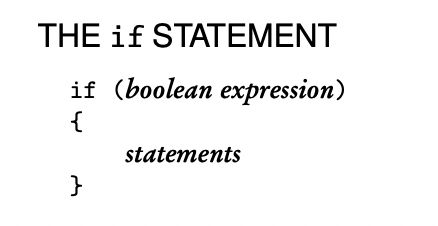 THE if STATEMENT
if (boolean expression)
{
statements
}